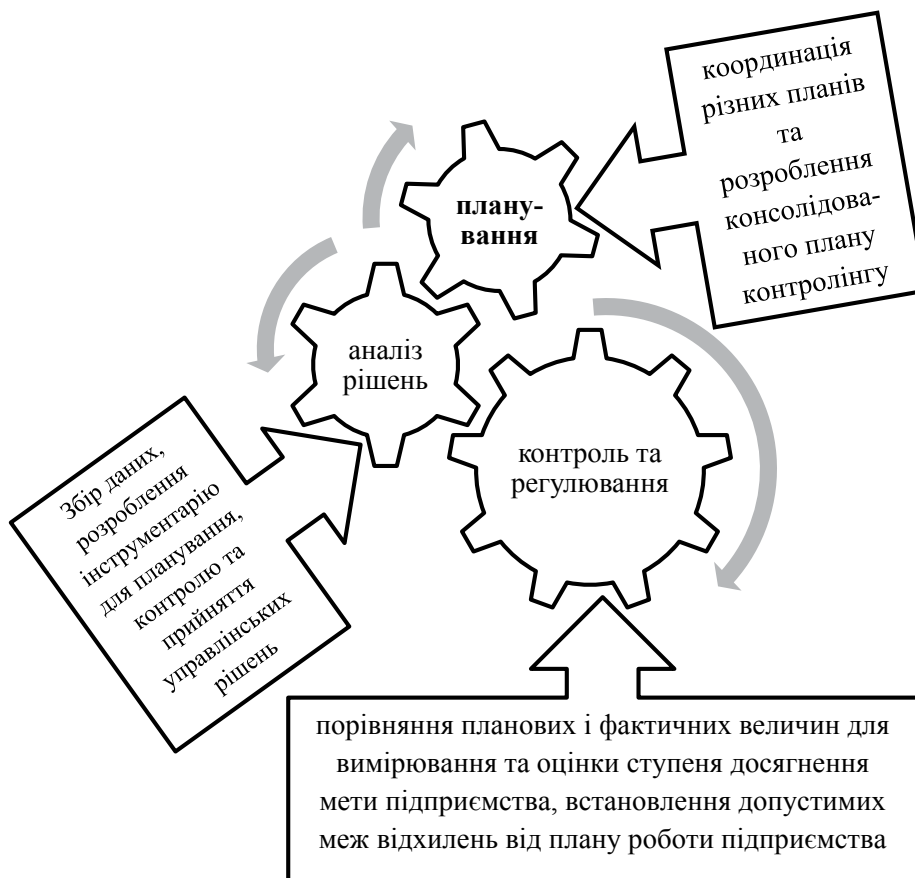 координація
різних планів
та
розроблення
консолідова-
ного плану
контролінгу
плану-
вання
аналіз
рішень
контроль та
регулювання
Збір даних,
розроблення
інструментарію
для планування,
контролю та
прийняття
управлінських
рішень
порівняння планових і фактичних величин для
вимірювання та оцінки ступеня досягнення
мети підприємства, встановлення допустимих
меж відхилень від плану роботи підприємства